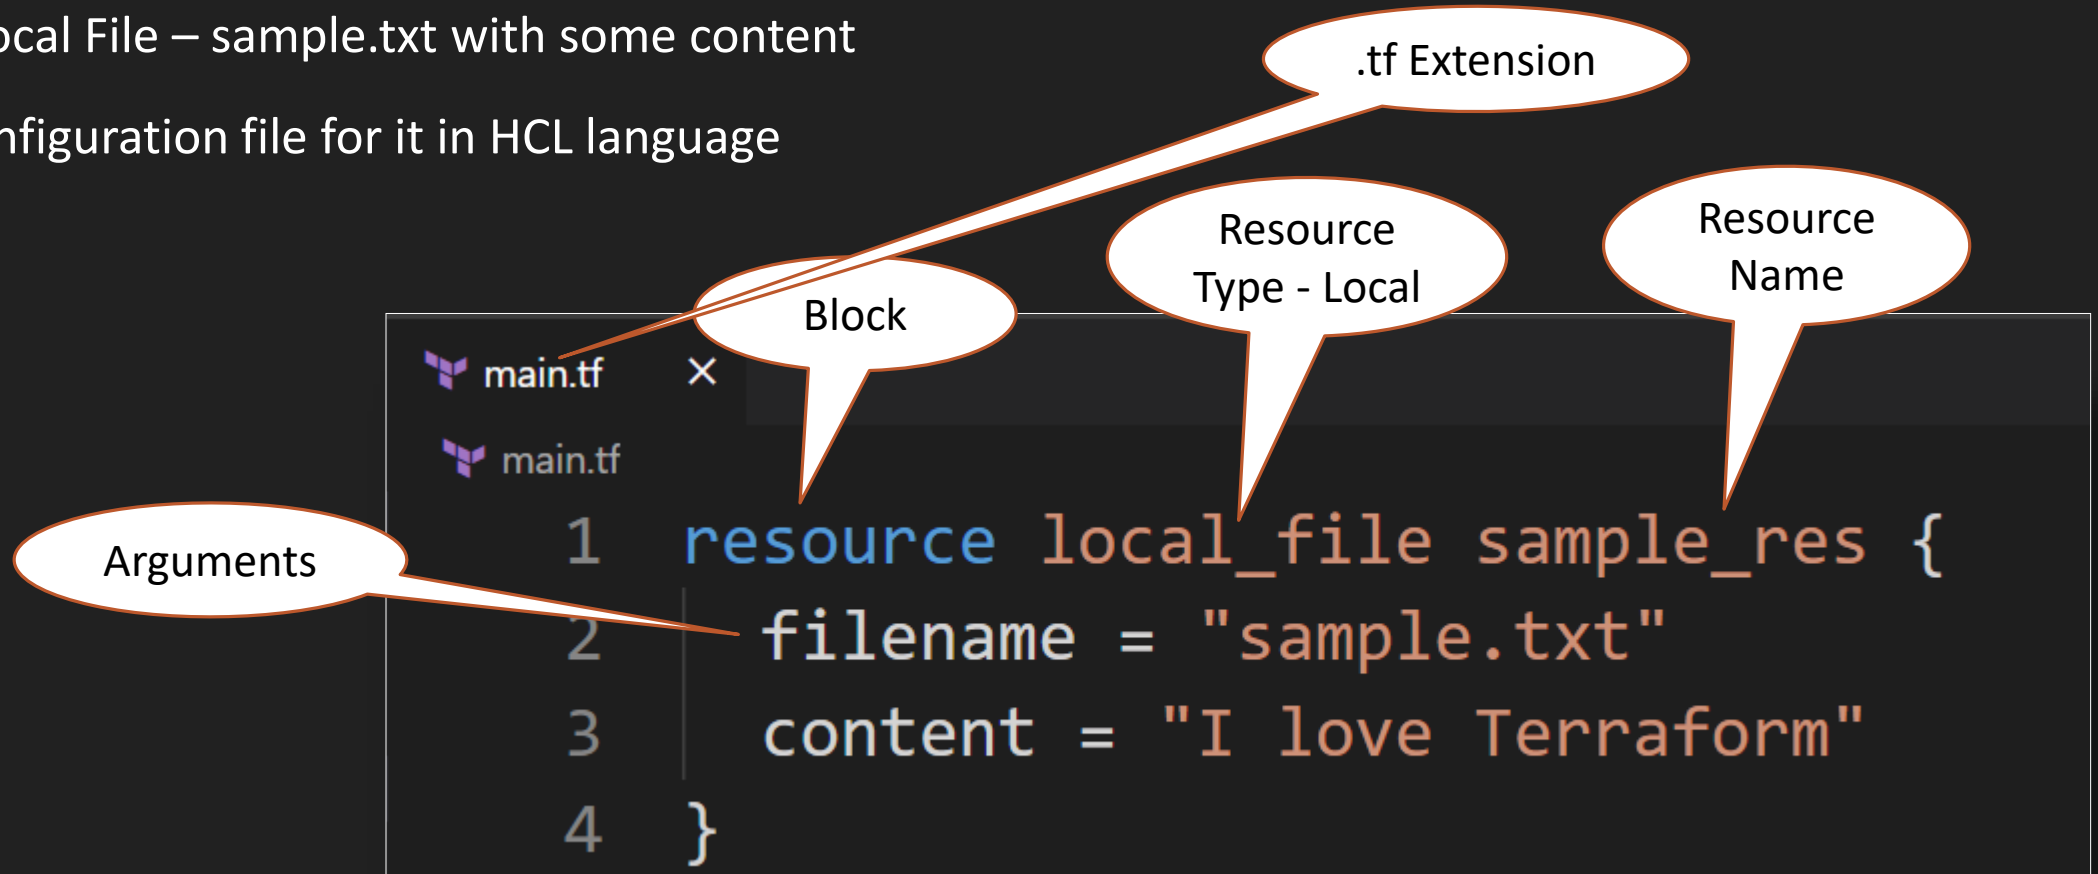 ocal File – sample.txt with some content
nfiguration file for it in HCL language
.tf Extension
Block
Resource
Type - Local
Resource
Name
Arguments
main.tf ×
main.tf
1 resource local_file sample_res {
2 filename = "sample.txt"
3 content = "I love Terraform"
4 }